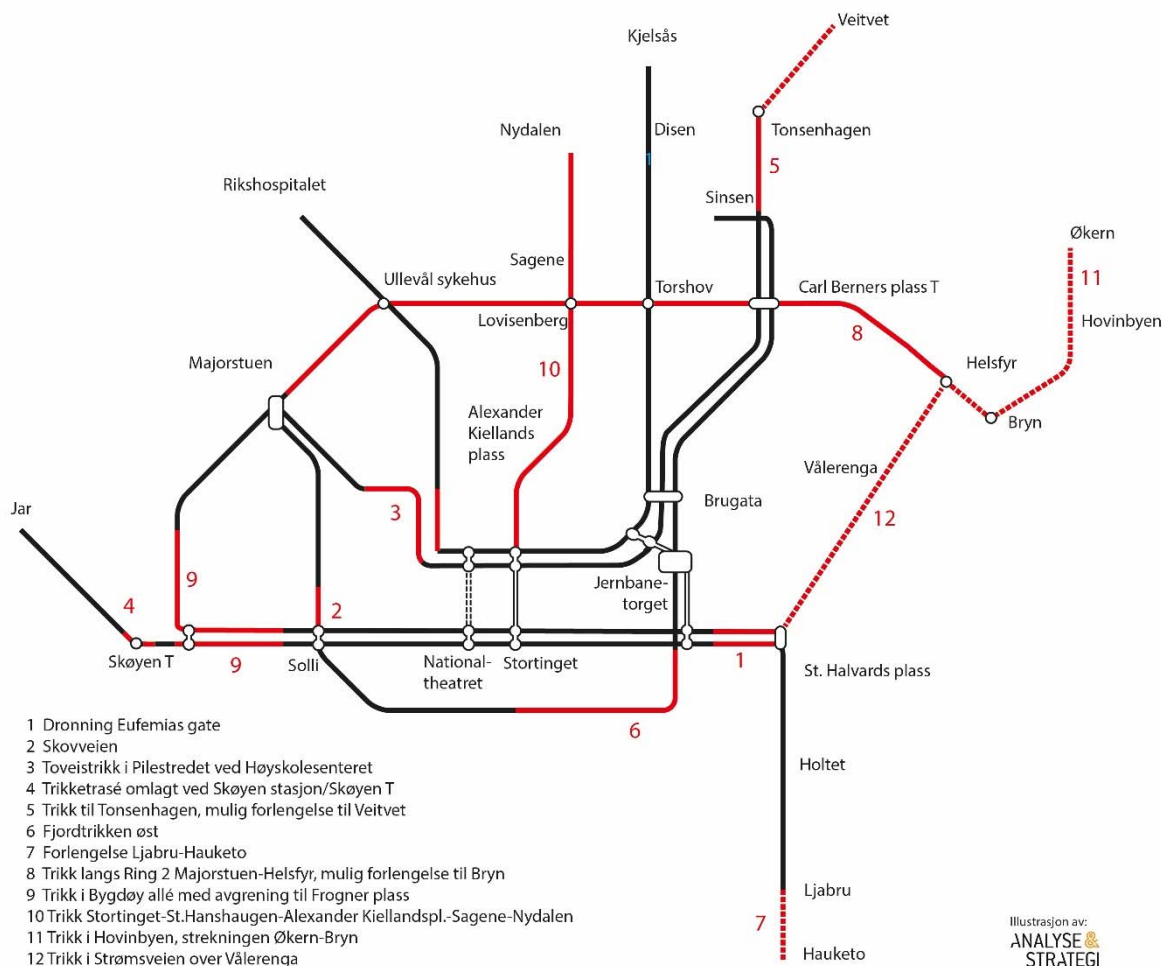 Veitvet
Kjelsås
Nydalen
Disen
Tonsenhagen
5
Rikshospitalet
Sinsen
Økern
11
Sagene
Ullevål sykehus
Torshov
Carl Berners plass T
Hovinbyen
Lovisenberg
8
Majorstuen
10
Helsfyr
Alexander
Kiellands
plass
Bryn
Vålerenga
Jar
3
Brugata
12
9
Jernbane-
torget
4
2
Skøyen T
9
Solli
National-
theatret
Stortinget
1
St. Halvards plass
6
Holtet
Ljabru
7
Hauketo
1 Dronning Eufemias gate
2 Skovveien
3 Toveistrikk i Pilestredet ved Høyskolesenteret
4 Trikketrasé omlagt ved Skøyen stasjon/Skøyen T
5 Trikk til Tonsenhagen, mulig forlengelse til Veitvet
6 Fjordtrikken øst
7 Forlengelse Ljabru-Hauketo
8 Trikk langs Ring 2 Majorstuen-Helsfyr, mulig forlengelse til Bryn
9 Trikk i Bygdøy allé med avgrening til Frogner plass
10 Trikk Stortinget-St.Hanshaugen-Alexander Kiellandspl.-Sagene-Nydalen
11 Trikk i Hovinbyen, strekningen Økern-Bryn
12 Trikk i Strømsveien over Vålerenga
Illustrasjon av:
ANALYSE &
STRATEGI